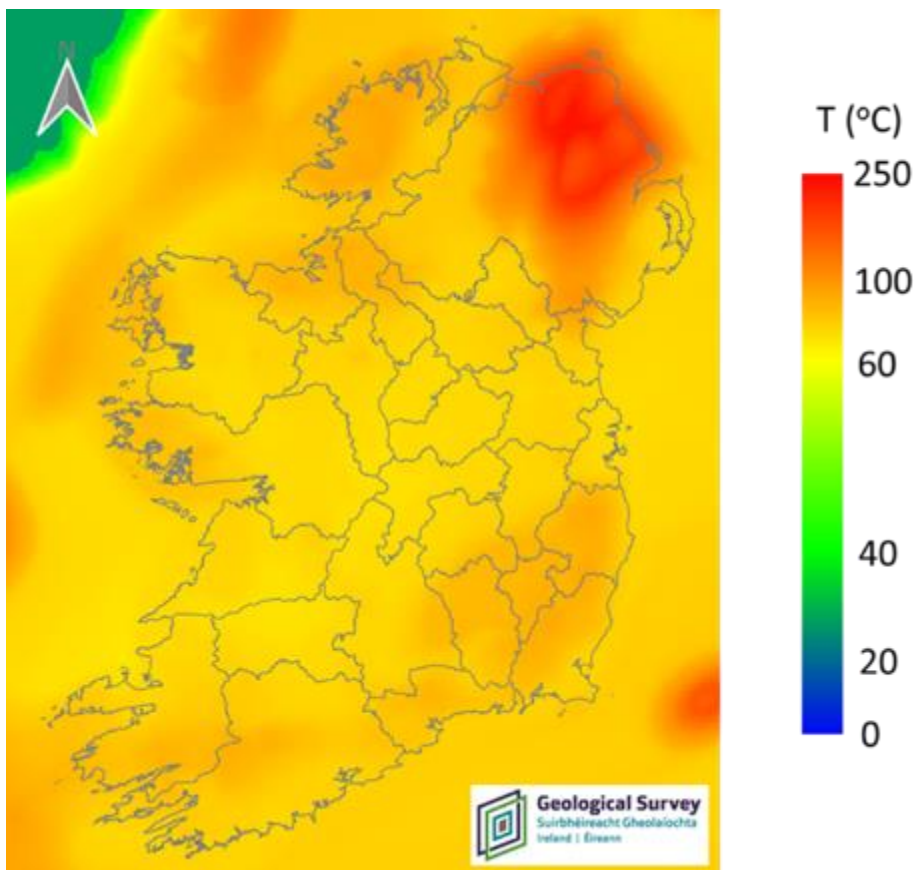 N
T (°C)
250
100
60
40
20
0
Geological Survey
Suirbhéireacht Gheolaíochta
Ireland | Éireann